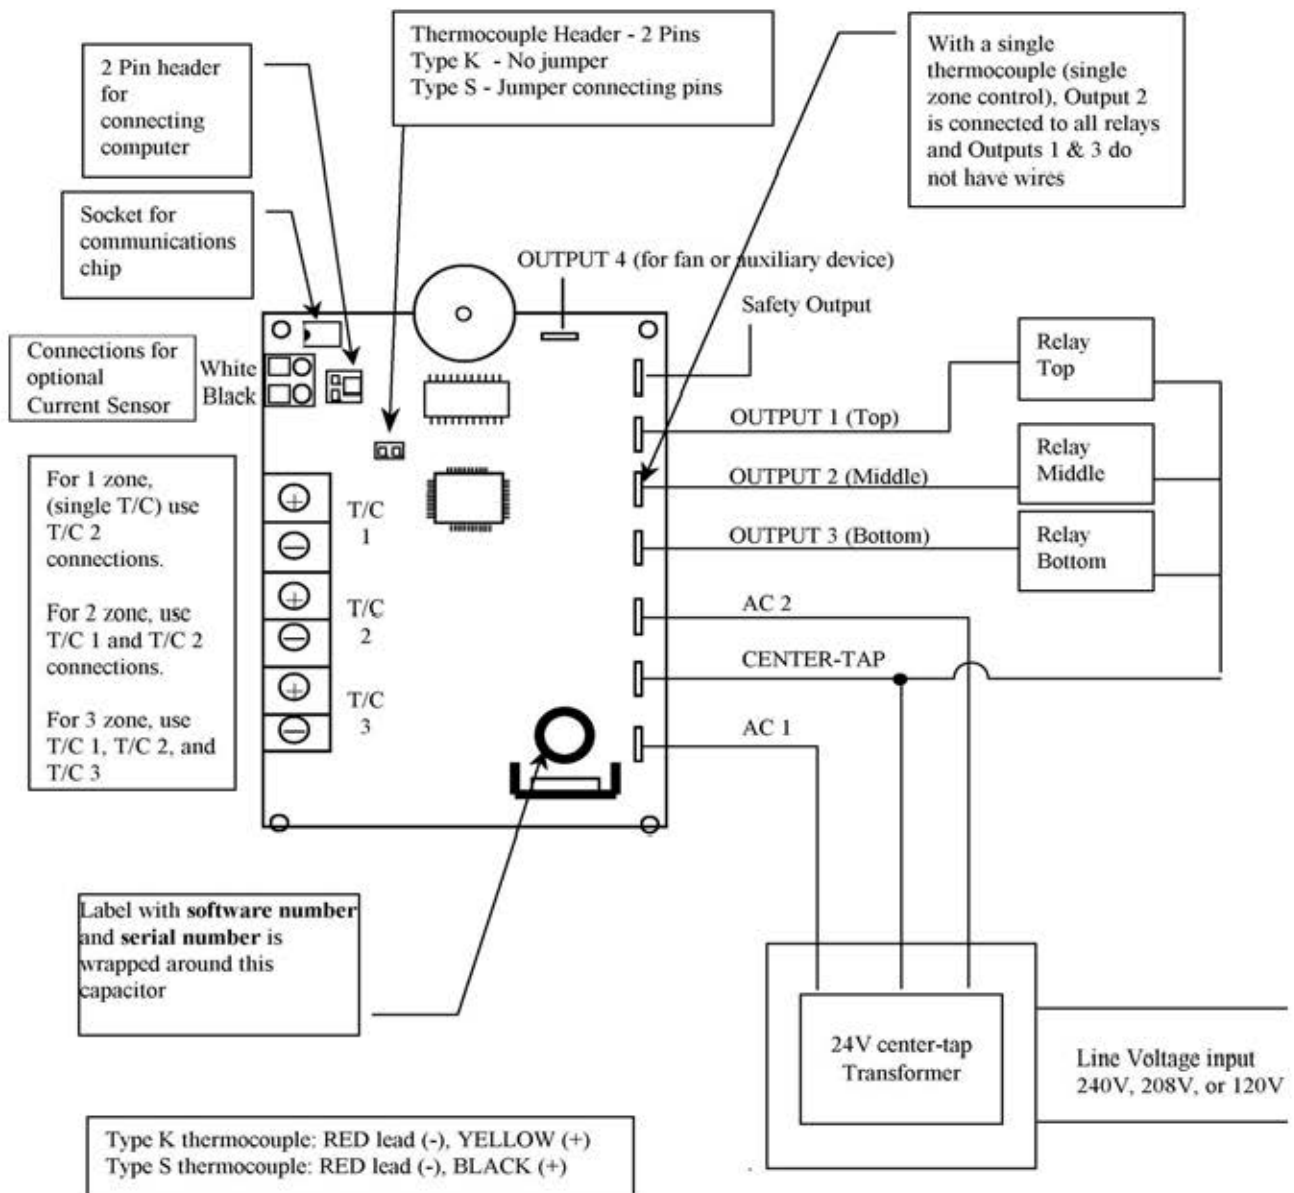 2 Pin header
for
connecting
computer
Thermocouple Header - 2 Pins
Type K - No jumper
Type S - Jumper connecting pins
With a single
thermocouple (single
zone control), Output 2
is connected to all relays
and Outputs 1 & 3 do
not have wires
Socket for
communications
chip
OUTPUT 4 (for fan or auxiliary device)
Safety Output
Connections for
optional
Current Sensor
White
Black
Relay
Top
OUTPUT 1 (Top)
Relay
Middle
OUTPUT 2 (Middle)
OUTPUT 3 (Bottom)
Relay
Bottom
For 1 zone,
(single T/C) use
T/C 2
connections.
For 2 zone, use
T/C 1 and T/C 2
connections.
For 3 zone, use
T/C 1, T/C 2, and
T/C 3
+
T/C
1
−
+
T/C
2
−
+
T/C
3
−
AC 2
CENTER-TAP
AC 1
Label with software number
and serial number is
wrapped around this
capacitor
24V center-tap
Transformer
Line Voltage input
240V, 208V, or 120V
Type K thermocouple: RED lead (-), YELLOW (+)
Type S thermocouple: RED lead (-), BLACK (+)